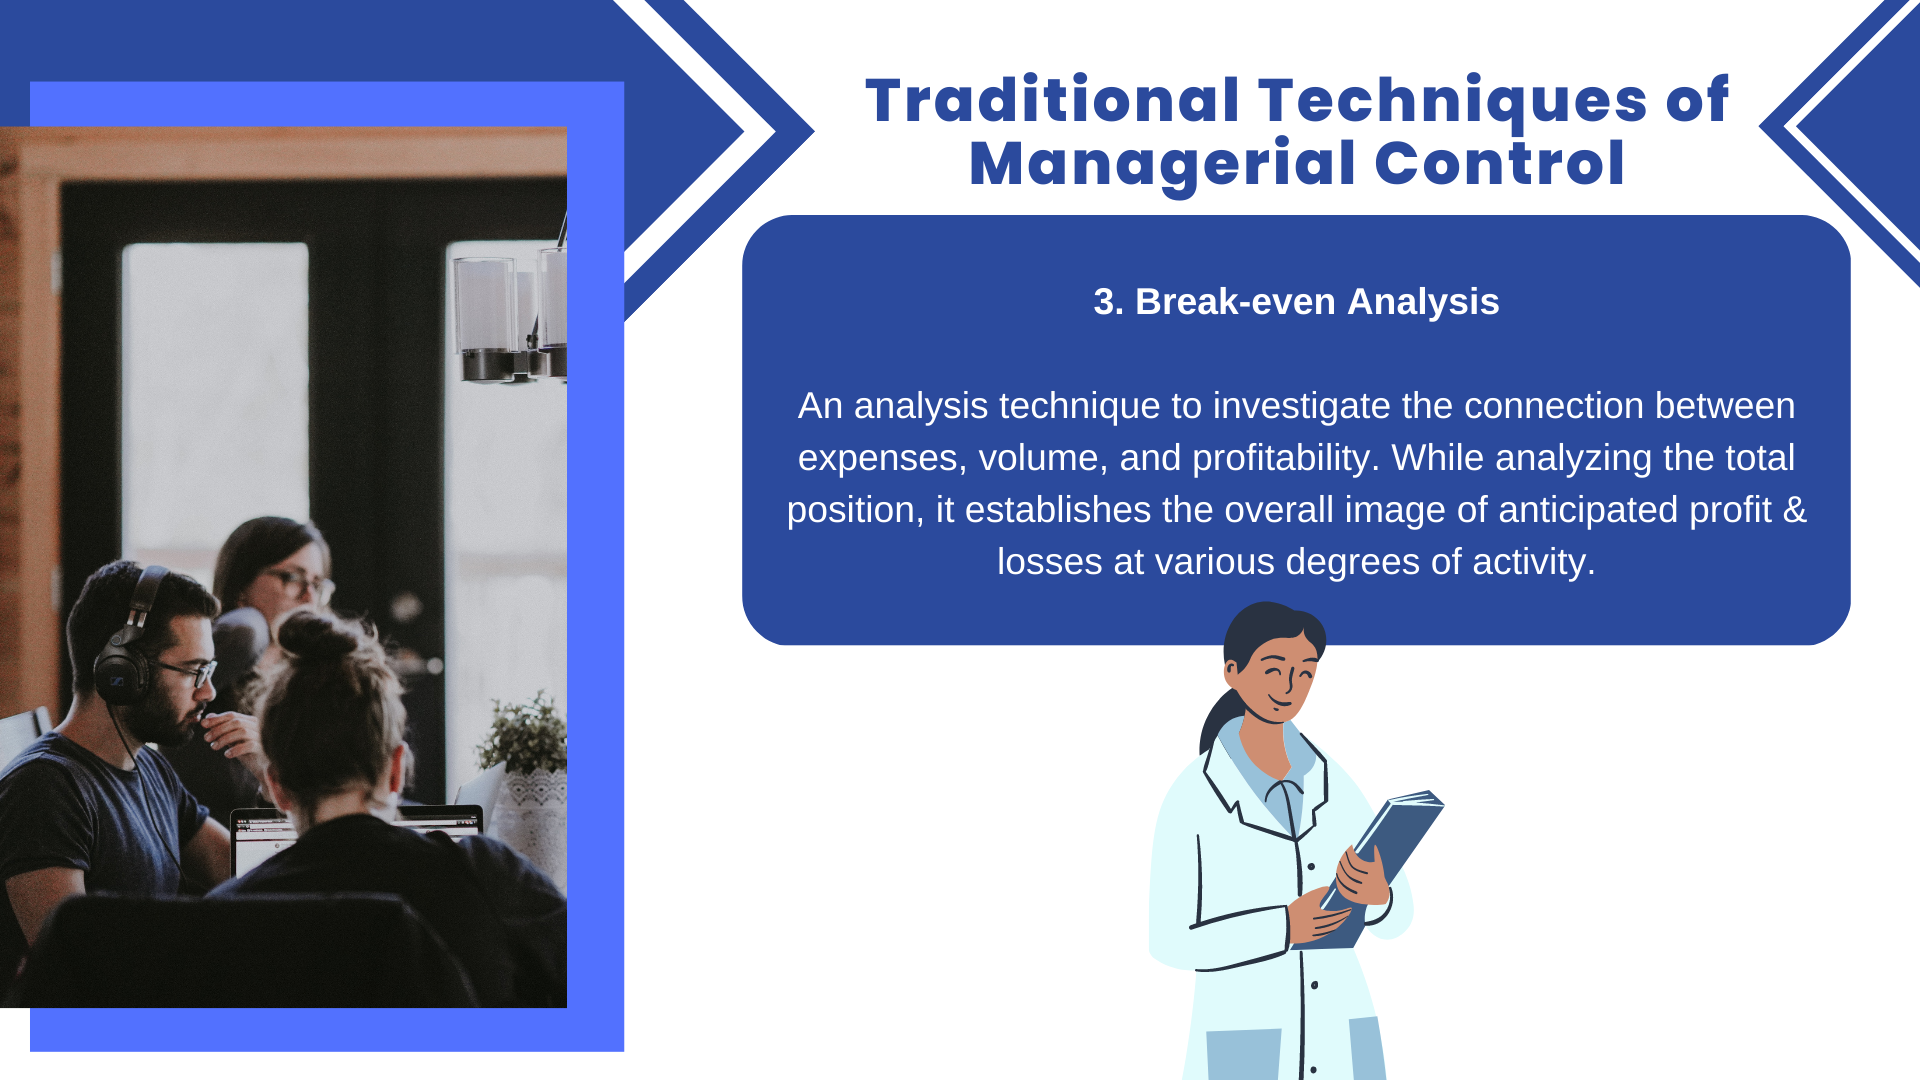 Traditional Techniques of
Managerial Control
3. Break-even Analysis
An analysis technique to investigate the connection between
expenses, volume, and profitability. While analyzing the total
position, it establishes the overall image of anticipated profit &
losses at various degrees of activity.